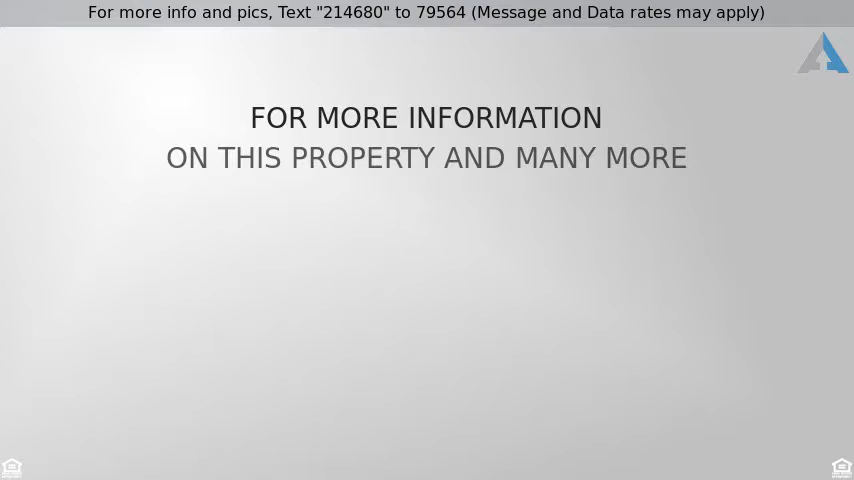 For more info and pics, Text "214680" to 79564 (Message and Data rates may apply)
FOR MORE INFORMATION
ON THIS PROPERTY AND MANY MORE